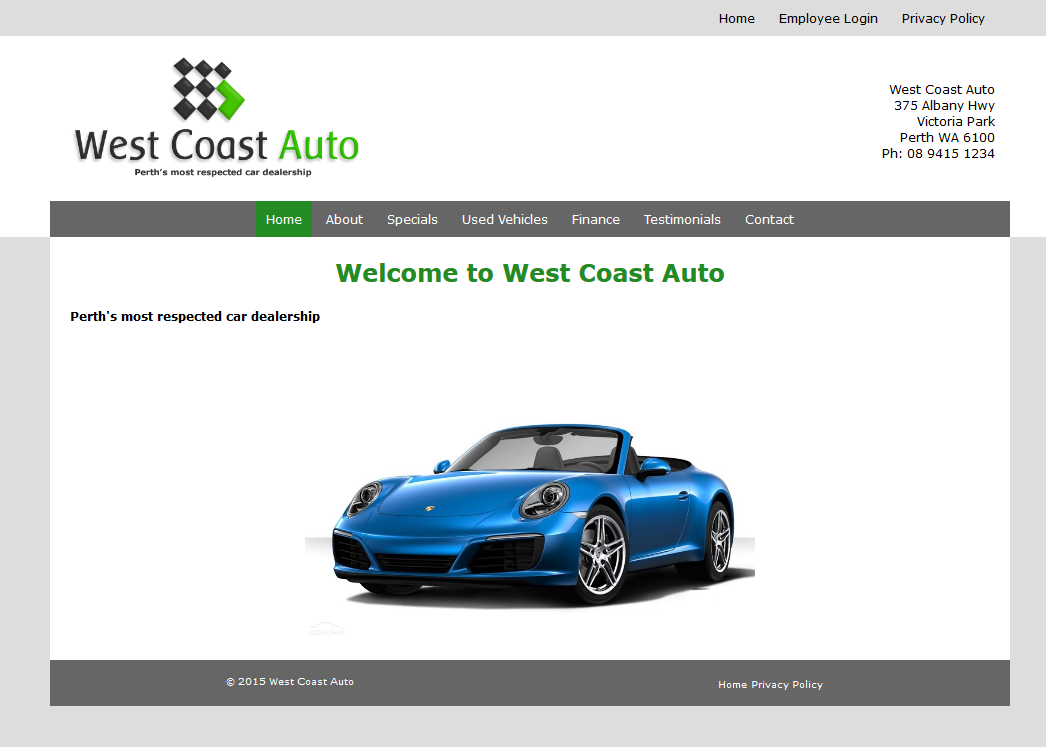 Home Employee Login Privacy Policy
West Coast Auto
Perth's most respected car dealership
West Coast Auto
375 Albany Hwy
Victoria Park
Perth WA 6100
Ph: 08 9415 1234
Home About Specials Used Vehicles Finance Testimonials Contact
Welcome to West Coast Auto
Perth's most respected car dealership
© 2015 West Coast Auto
Home Privacy Policy